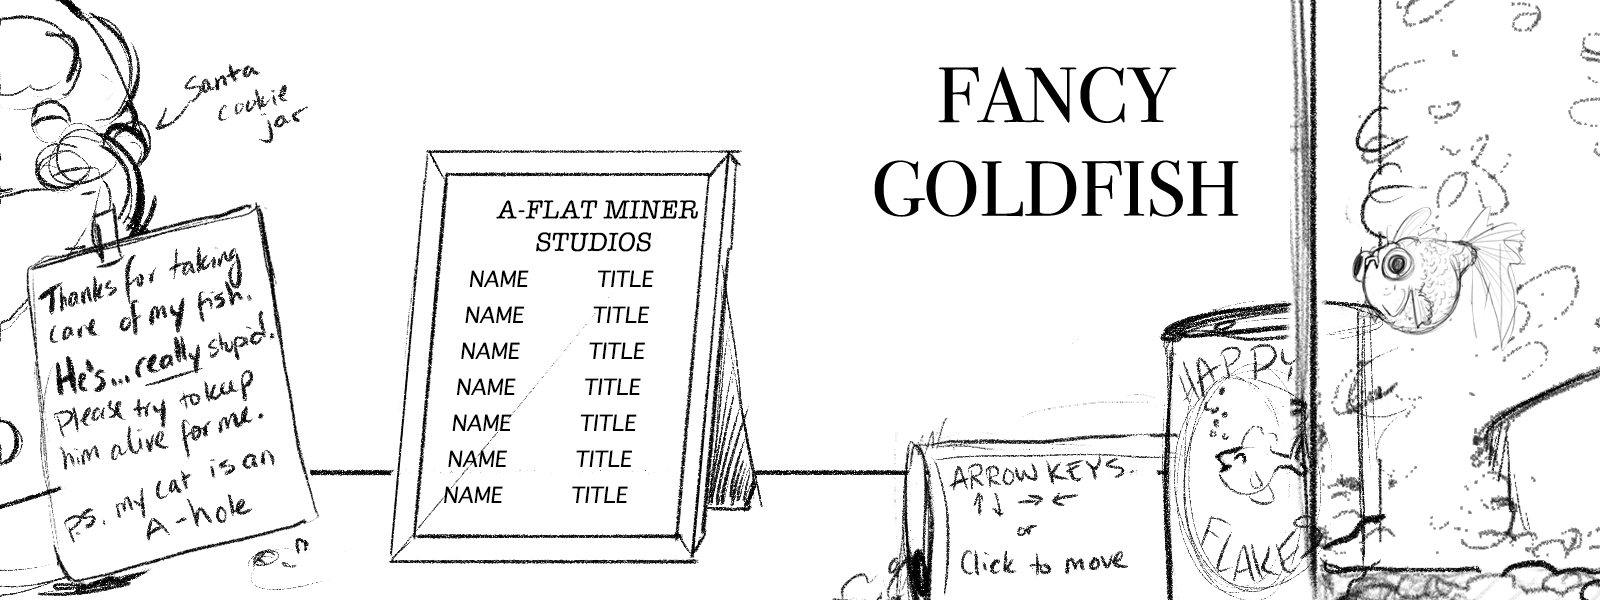 Santa
cookie
jar
Thanks for taking
care of my fish.
He's... really stupid.
Please try to keep
him alive for me.
P.S. my cat is an
A-hole
A-FLAT MINER
STUDIOS
NAME TITLE
NAME TITLE
NAME TITLE
NAME TITLE
NAME TITLE
NAME TITLE
NAME TITLE
FANCY
GOLDFISH
ARROW KEYS.
↑↓ → ←
or
Click to move
HAPPY
FLAKES